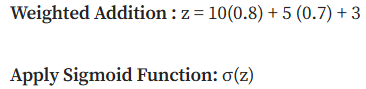 Weighted Addition : z = 10(0.8) + 5 (0.7) + 3
Apply Sigmoid Function: σ(z)